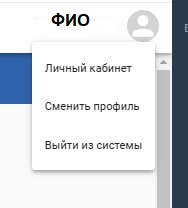 ФИО
Личный кабинет
Сменить профиль
Выйти из системы